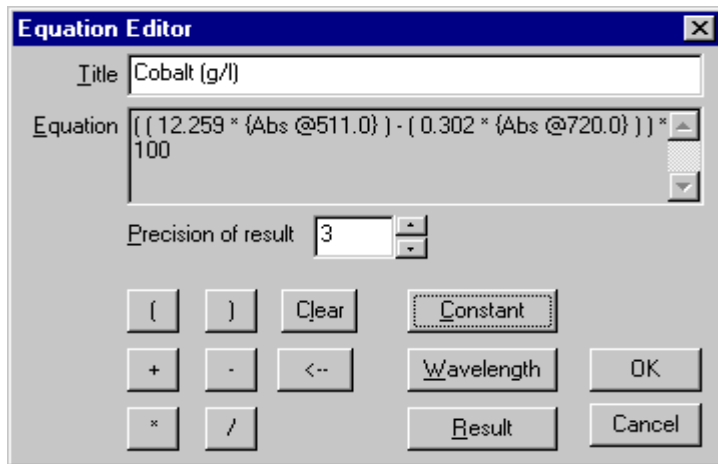 Equation Editor
Title Cobalt (g/l)
Equation ( ( 12.259 * {Abs @511.0} ) - ( 0.302 * {Abs @720.0} ) ) *
100
Precision of result 3
( ) Clear Constant
+ - <-- Wavelength OK
* / Result Cancel